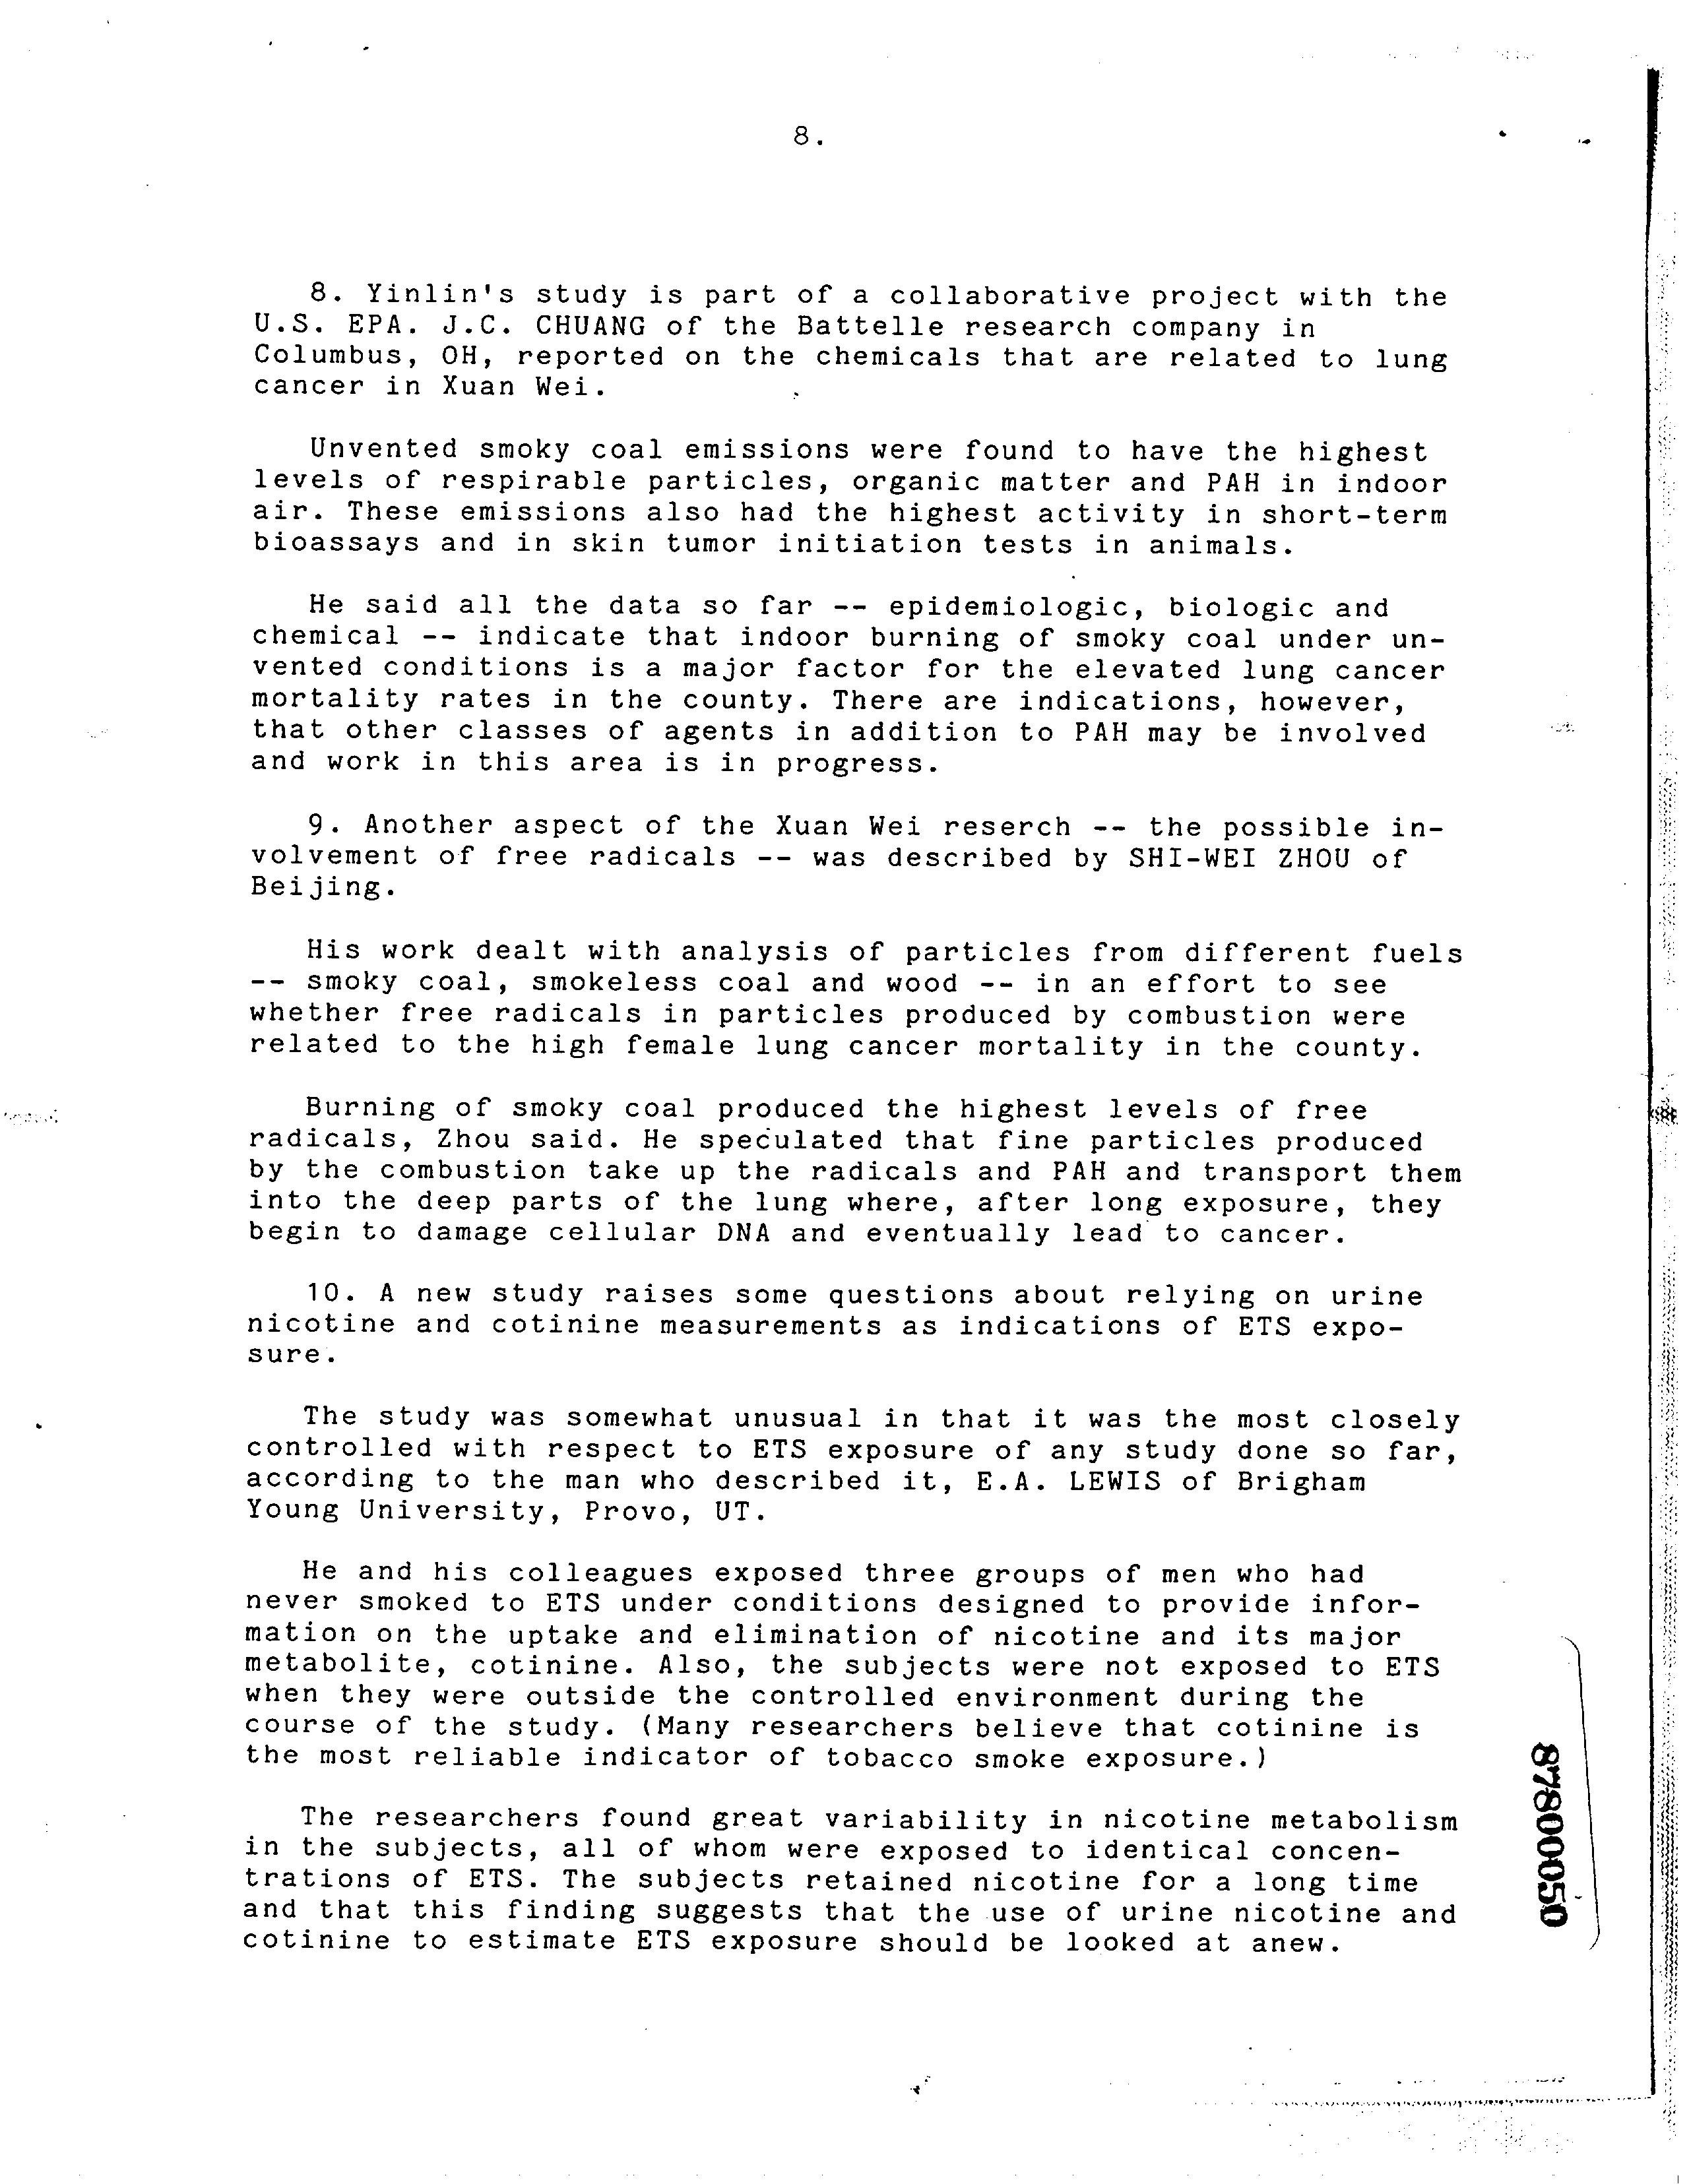 8.
8. Yinlin's study is part of a collaborative project with the
U.S. EPA. J.C. CHUANG of the Battelle research company in
Columbus, OH, reported on the chemicals that are related to lung
cancer in Xuan Wei.
Unvented smoky coal emissions were found to have the highest
levels of respirable particles, organic matter and PAH in indoor
air. These emissions also had the highest activity in short-term
bioassays and in skin tumor initiation tests in animals.
He said all the data so far -- epidemiologic, biologic and
chemical -- indicate that indoor burning of smoky coal under un-
vented conditions is a major factor for the elevated lung cancer
mortality rates in the county. There are indications, however,
that other classes of agents in addition to PAH may be involved
and work in this area is in progress.
9. Another aspect of the Xuan Wei reserch -- the possible in-
volvement of free radicals -- was described by SHI-WEI ZHOU of
Beijing.
His work dealt with analysis of particles from different fuels
-- smoky coal, smokeless coal and wood -- in an effort to see
whether free radicals in particles produced by combustion were
related to the high female lung cancer mortality in the county.
Burning of smoky coal produced the highest levels of free
radicals, Zhou said. He speculated that fine particles produced
by the combustion take up the radicals and PAH and transport them
into the deep parts of the lung where, after long exposure, they
begin to damage cellular DNA and eventually lead to cancer.
10. A new study raises some questions about relying on urine
nicotine and cotinine measurements as indications of ETS expo-
sure.
The study was somewhat unusual in that it was the most closely
controlled with respect to ETS exposure of any study done so far,
according to the man who described it, E.A. LEWIS of Brigham
Young University, Provo, UT.
He and his colleagues exposed three groups of men who had
never smoked to ETS under conditions designed to provide infor-
mation on the uptake and elimination of nicotine and its major
metabolite, cotinine. Also, the subjects were not exposed to ETS
when they were outside the controlled environment during the
course of the study. (Many researchers believe that cotinine is
the most reliable indicator of tobacco smoke exposure.)
The researchers found great variability in nicotine metabolism
in the subjects, all of whom were exposed to identical concen-
trations of ETS. The subjects retained nicotine for a long time
and that this finding suggests that the use of urine nicotine and
cotinine to estimate ETS exposure should be looked at anew.
87800050